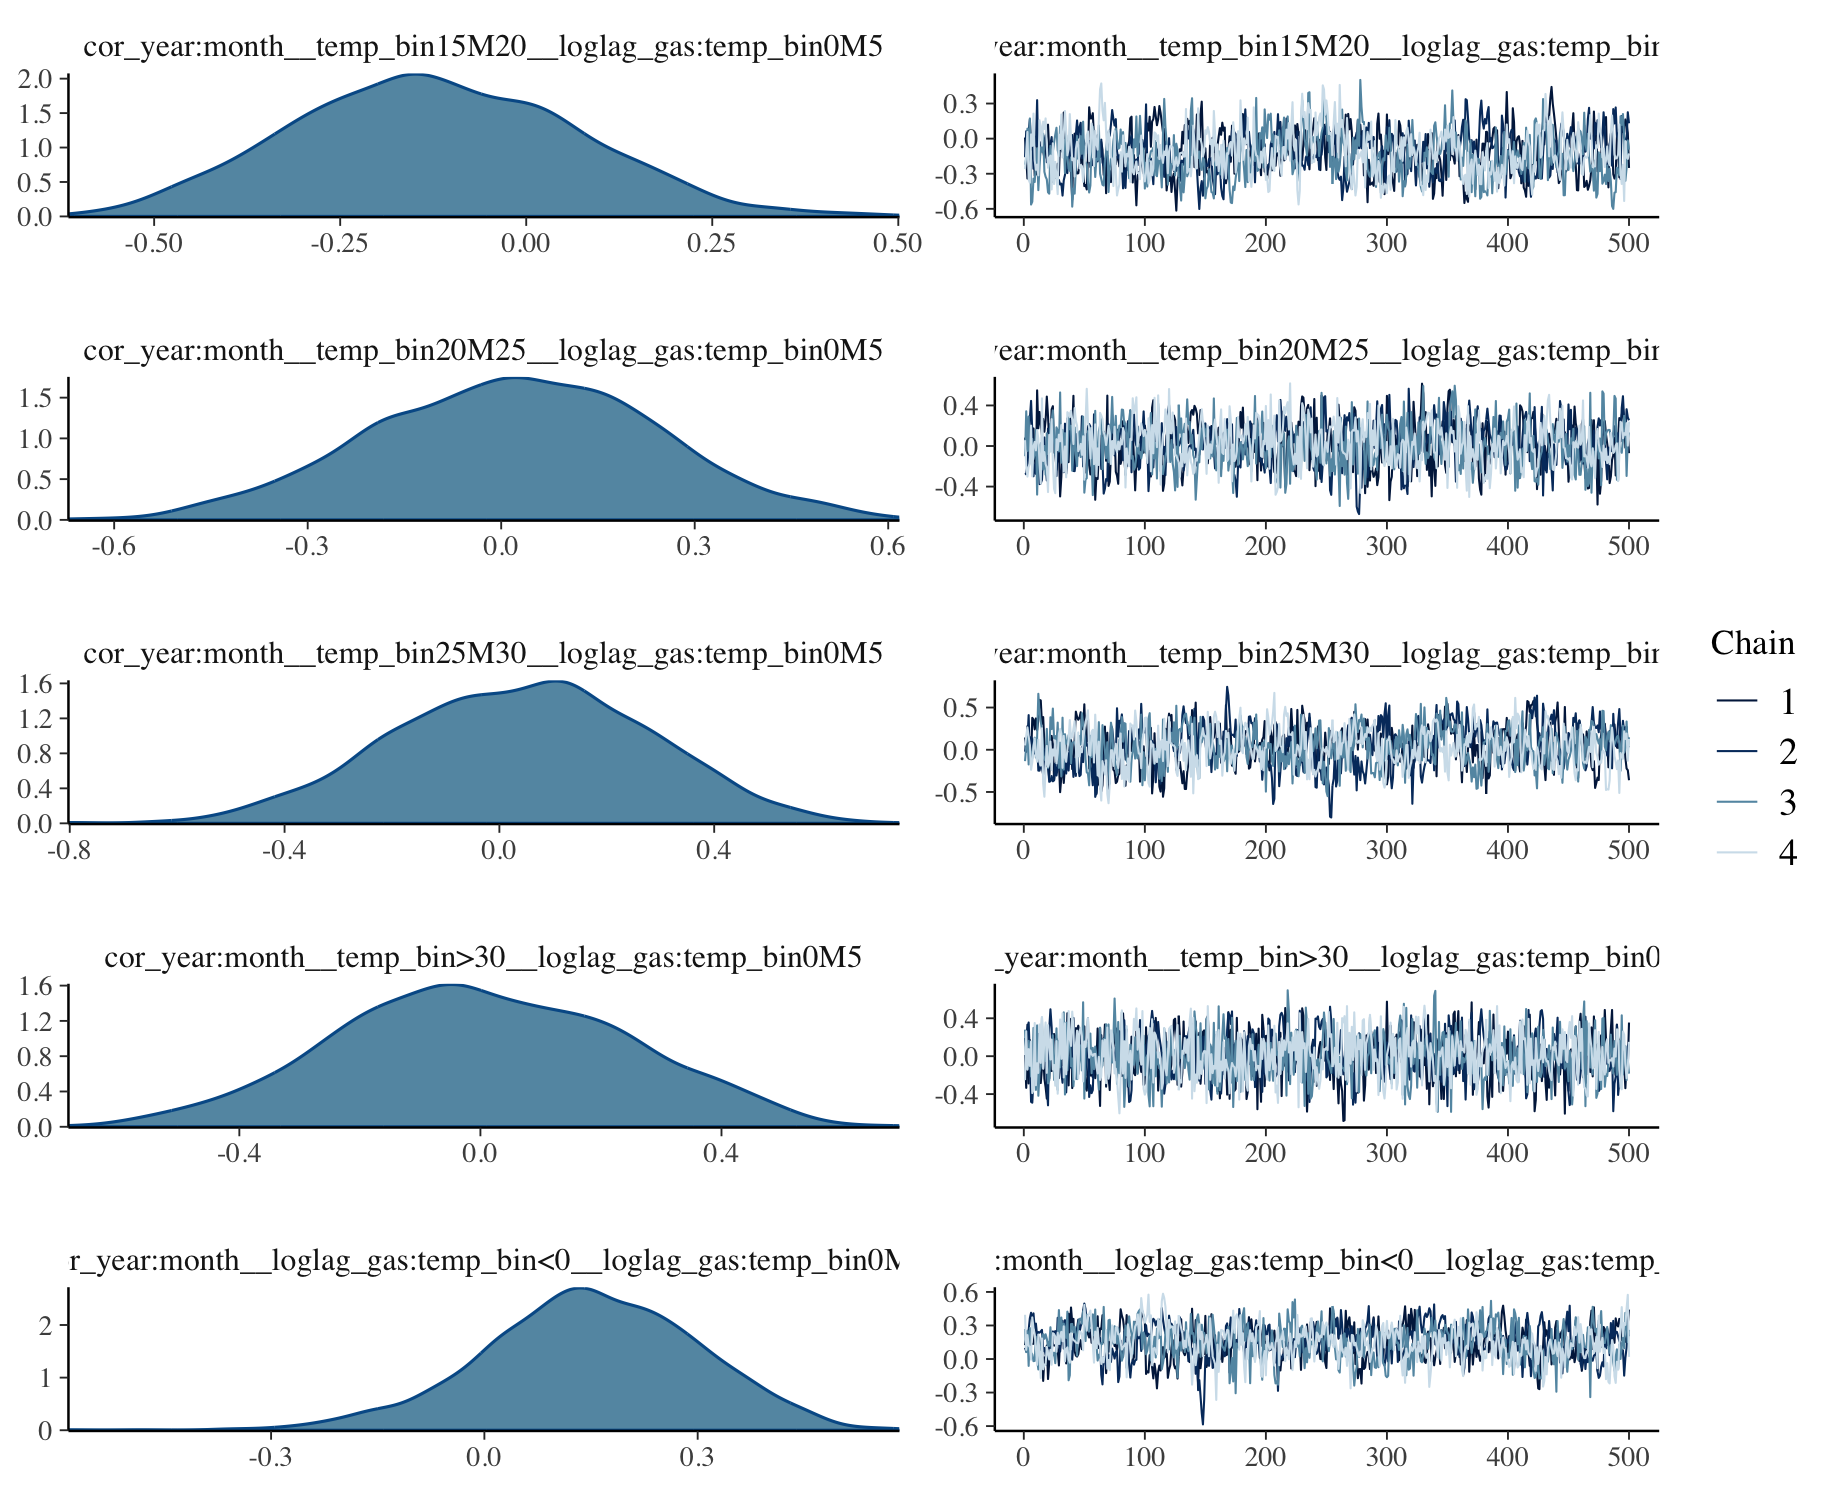 cor_year:month__temp_bin15M20__loglag_gas:temp_bin0M5
year:month__temp_bin15M20__loglag_gas:temp_bin
2.0
1.5
1.0
0.5
0.0
-0.50 -0.25 0.00 0.25 0.50
0.3
0.0
-0.3
-0.6
0 100 200 300 400 500
cor_year:month__temp_bin20M25__loglag_gas:temp_bin0M5
year:month__temp_bin20M25__loglag_gas:temp_bin
1.5
1.0
0.5
0.0
-0.6 -0.3 0.0 0.3 0.6
0.4
0.0
-0.4
0 100 200 300 400 500
cor_year:month__temp_bin25M30__loglag_gas:temp_bin0M5
year:month__temp_bin25M30__loglag_gas:temp_bin
1.6
1.2
0.8
0.4
0.0
-0.8 -0.4 0.0 0.4
0.5
0.0
-0.5
0 100 200 300 400 500
Chain
1
2
3
4
cor_year:month__temp_bin>30__loglag_gas:temp_bin0M5
_year:month__temp_bin>30__loglag_gas:temp_bin0
1.6
1.2
0.8
0.4
0.0
-0.4 0.0 0.4
0.4
0.0
-0.4
0 100 200 300 400 500
r_year:month__loglag_gas:temp_bin<0__loglag_gas:temp_bin0M
:month__loglag_gas:temp_bin<0__loglag_gas:temp_
2
1
0
-0.3 0.0 0.3
0.6
0.3
0.0
-0.3
-0.6
0 100 200 300 400 500